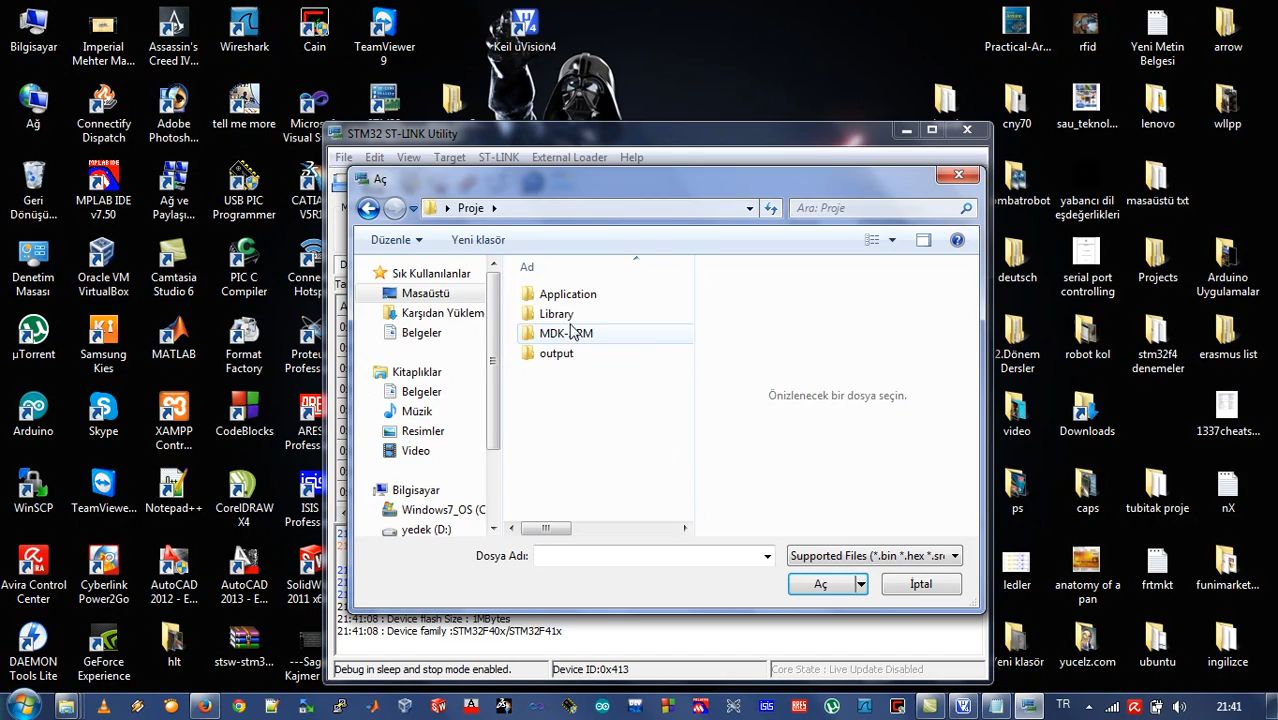 Bilgisayar
Imperial
Mehter Ma...
Assassin's
Creed IV...
Wireshark
Cain
TeamViewer
9
Keil uVision4
Practical-Ar...
rfid
Yeni Metin
Belgesi
arrow
Ağ
Connectify
Dispatch
Adobe
Photosh...
tell me more
Microsoft
Visual St...
cny70
sau_teknol...
lenovo
wllpp
Geri
Dönüşü...
MPLAB IDE
v7.50
Ağ ve
Paylaşı...
USB PIC
Programmer
CATIA
V5R1
ombatrobot
yabancı dil
eşdeğerlikleri
masaüstü txt
Denetim
Masası
Oracle VM
VirtualBox
Camtasia
Studio 6
PIC C
Compiler
Conne
Hotsp
deutsch
serial port
controlling
Projects
Arduino
Uygulamalar
µTorrent
Samsung
Kies
MATLAB
Format
Factory
Proteu
Profess
2.Dönem
Dersler
robot kol
stm32f4
denemeler
erasmus list
Arduino
Skype
XAMPP
Contr...
CodeBlocks
ARES
Profess
video
Downloads
1337cheats...
WinSCP
TeamViewe...
Notepad++
CorelDRAW
X4
ISIS
Profess
ps
caps
tubitak proje
nX
Avira Control
Center
Cyberlink
Power2Go
AutoCAD
2012 - E...
AutoCAD
2013 - E...
SolidW
2011 x6
ledler
anatomy of a
pan
frtmkt
funimarket...
DAEMON
Tools Lite
GeForce
Experience
hlt
stsw-stm3...
---Sag
Kajmer
Yeni klasör
yucelz.com
ubuntu
ingilizce
STM32 ST-LINK Utility
File Edit View Target ST-LINK External Loader Help
Aç
Proje
Ara: Proje
Düzenle
Yeni klasör
Sık Kullanılanlar
Masaüstü
Karşıdan Yüklem
Belgeler
Kitaplıklar
Belgeler
Müzik
Resimler
Video
Bilgisayar
Windows7_OS (C
yedek (D:)
Ad
Application
Library
output
Önizlenecek bir dosya seçin.
Dosya Adı:
Supported Files (*.bin *.hex *.sre
Aç
İptal
21:41:08 : Device flash Size : 1MBytes
21:41:08 : Device family :STM32F40x/STM32F41x
Debug in sleep and stop mode enabled.
Device ID:0x413
Core State : Live Update Disabled
TR
21:41